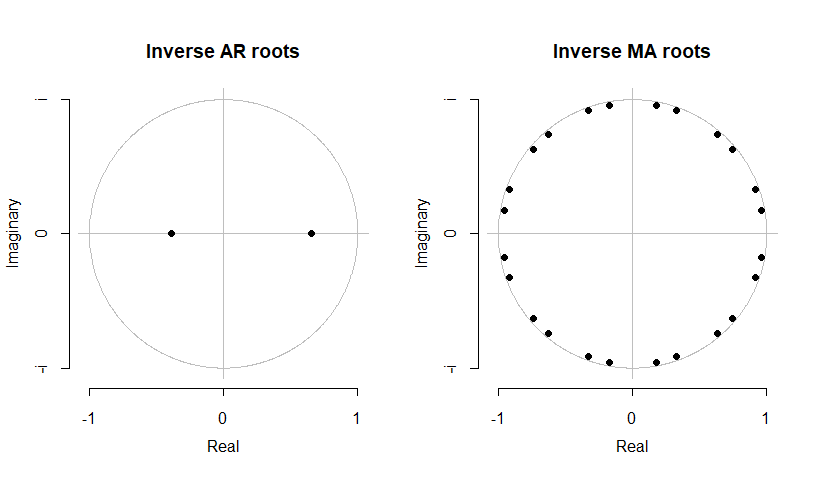 Inverse AR roots
Imaginary
i
0
-i
-1
0
1
Real
Inverse MA roots
Imaginary
i
0
-i
-1
0
1
Real